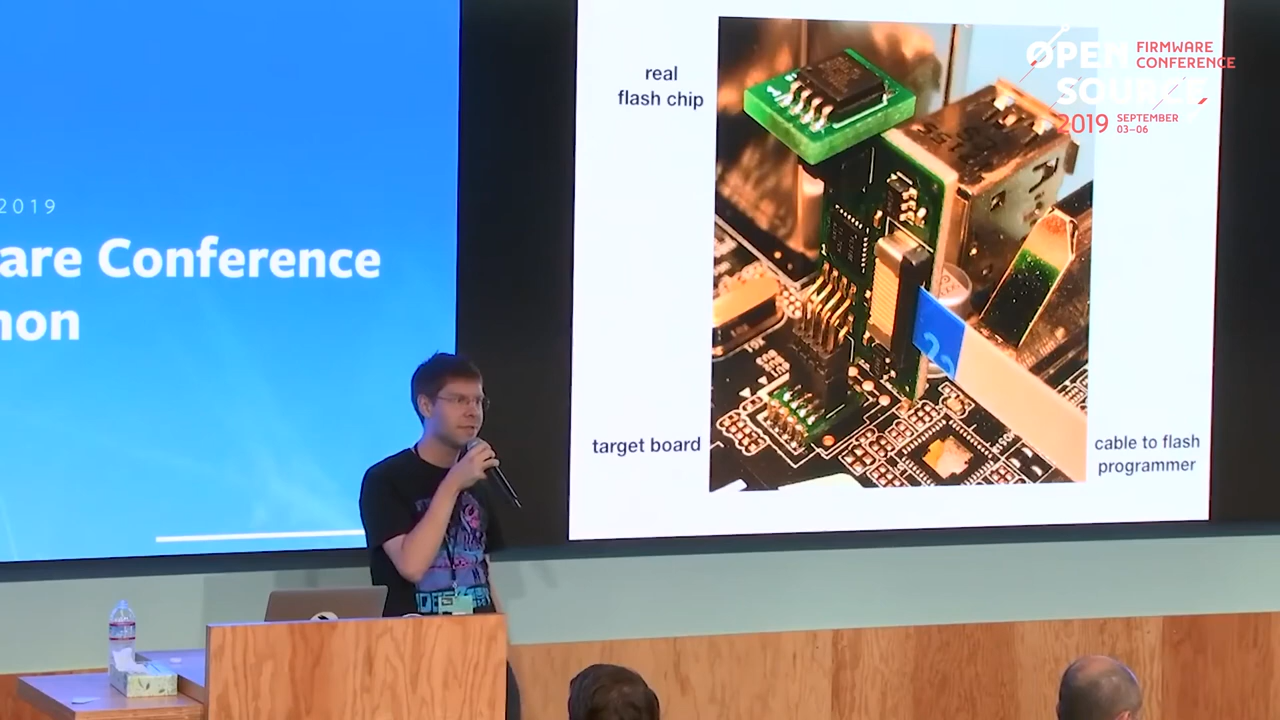 2019
are Conference
non
real
flash chip
target board
cable to flash
programmer
OPEN
SOURCE
FIRMWARE
CONFERENCE
2019
SEPTEMBER
03–06